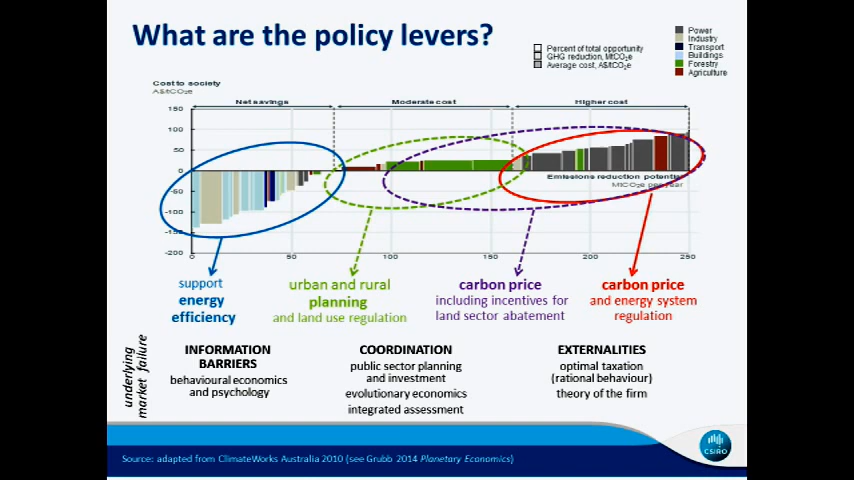 What are the policy levers?
Percent of total opportunity
GHG reduction, MtCO₂e
Average cost, A$/tCO₂e
Power
Industry
Transport
Buildings
Forestry
Agriculture
Cost to society
A$/tCO₂e
Net savings
Moderate cost
Higher cost
150
100
50
0
-50
-100
-150
-200
Emissions reduction potential
MtCO₂e per year
0
50
100
150
200
250
support
energy
efficiency
urban and rural
planning
and land use regulation
carbon price
including incentives for
land sector abatement
carbon price
and energy system
regulation
underlying
market failure
INFORMATION
BARRIERS
behavioural economics
and psychology
COORDINATION
public sector planning
and investment
evolutionary economics
integrated assessment
EXTERNALITIES
optimal taxation
(rational behaviour)
theory of the firm
Source: adapted from ClimateWorks Australia 2010 (see Grubb 2014 Planetary Economics)
CSIRO